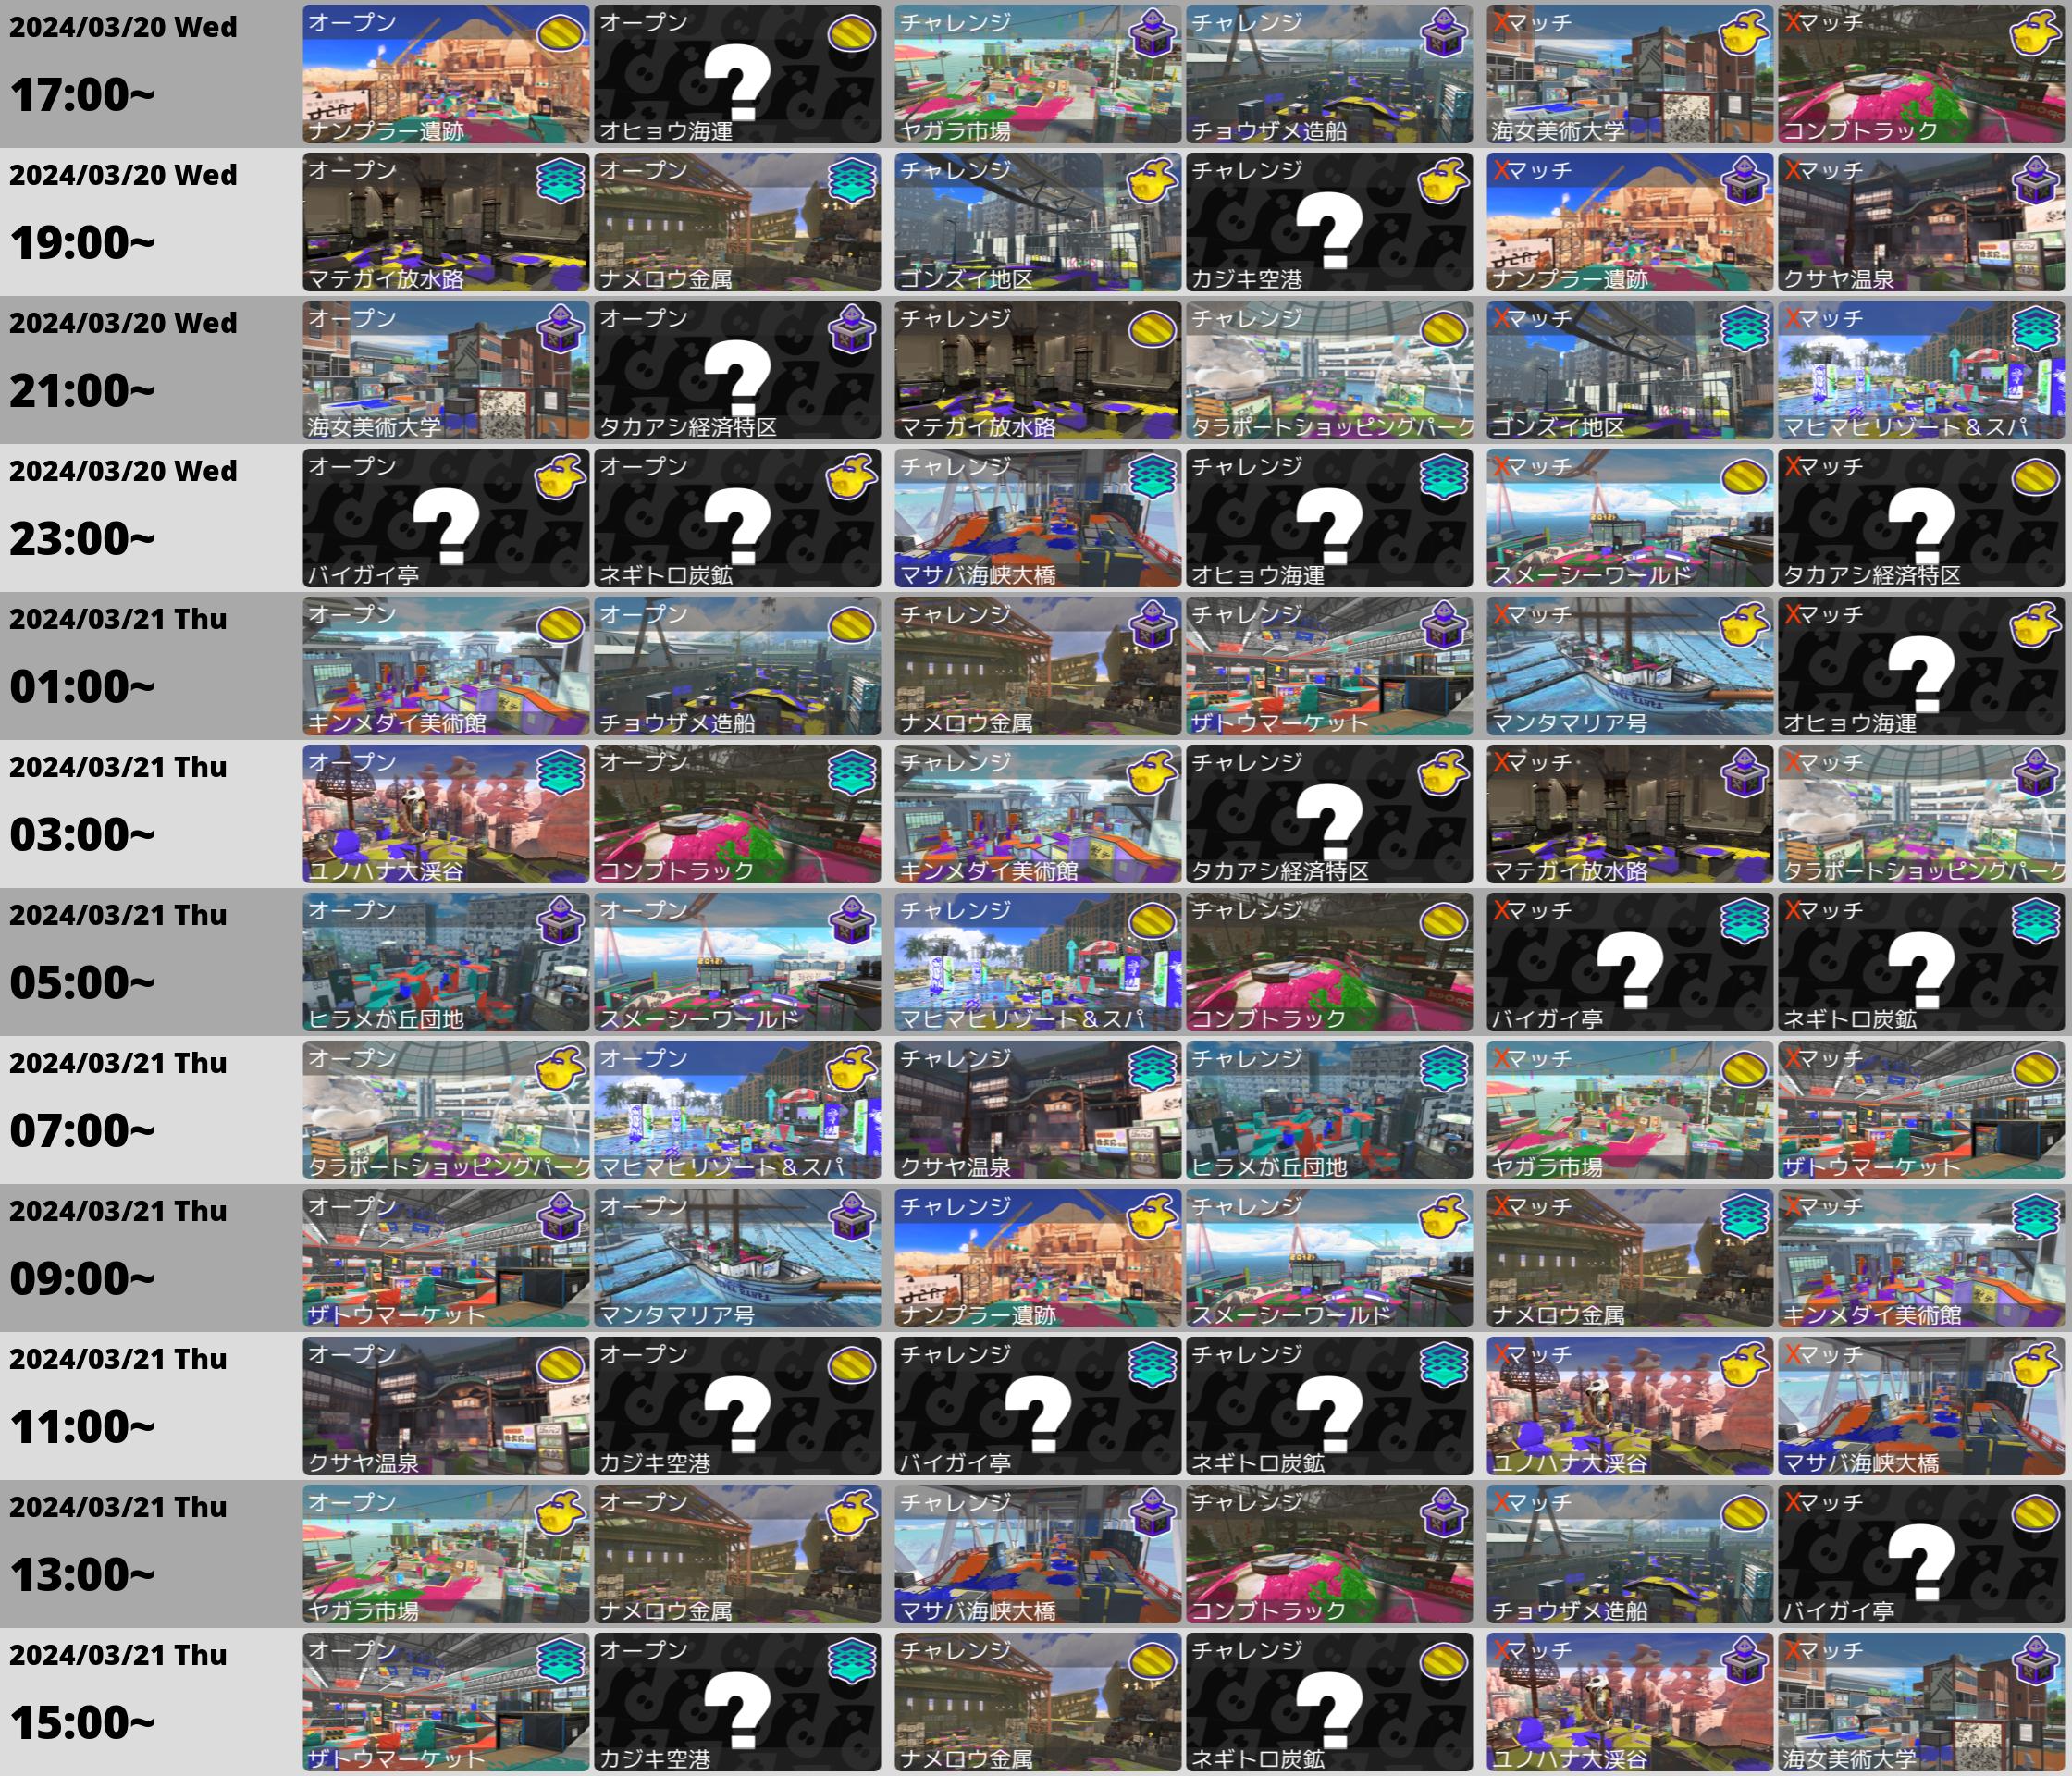 2024/03/20 Wed
17:00~
オープン オープン チャレンジ チャレンジ Xマッチ Xマッチ
ナンプラー遺跡 オヒョウ海運 ヤガラ市場 チョウザメ造船 海女美術大学 コンブトラック
2024/03/20 Wed
19:00~
オープン オープン チャレンジ チャレンジ Xマッチ Xマッチ
マテガイ放水路 ナメロウ金属 ゴンズイ地区 カジキ空港 ナンプラー遺跡 クサヤ温泉
2024/03/20 Wed
21:00~
オープン オープン チャレンジ チャレンジ Xマッチ Xマッチ
海女美術大学 タカアシ経済特区 マテガイ放水路 タラポートショッピングパーク ゴンズイ地区 マヒマヒリゾート&スパ
2024/03/20 Wed
23:00~
オープン オープン チャレンジ チャレンジ Xマッチ Xマッチ
バイガイ亭 ネギトロ炭鉱 マサバ海峡大橋 オヒョウ海運 スメーシーワールド タカアシ経済特区
2024/03/21 Thu
01:00~
オープン オープン チャレンジ チャレンジ Xマッチ Xマッチ
キンメダイ美術館 チョウザメ造船 ナメロウ金属 ザトウマーケット マンタマリア号 オヒョウ海運
2024/03/21 Thu
03:00~
オープン オープン チャレンジ チャレンジ Xマッチ Xマッチ
ユノハナ大渓谷 コンブトラック キンメダイ美術館 タカアシ経済特区 マテガイ放水路 タラポートショッピングパーク
2024/03/21 Thu
05:00~
オープン オープン チャレンジ チャレンジ Xマッチ Xマッチ
ヒラメが丘団地 スメーシーワールド マヒマヒリゾート&スパ コンブトラック バイガイ亭 ネギトロ炭鉱
2024/03/21 Thu
07:00~
オープン オープン チャレンジ チャレンジ Xマッチ Xマッチ
タラポートショッピングパーク マヒマヒリゾート&スパ クサヤ温泉 ヒラメが丘団地 ヤガラ市場 ザトウマーケット
2024/03/21 Thu
09:00~
オープン オープン チャレンジ チャレンジ Xマッチ Xマッチ
ザトウマーケット マンタマリア号 ナンプラー遺跡 スメーシーワールド ナメロウ金属 キンメダイ美術館
2024/03/21 Thu
11:00~
オープン オープン チャレンジ チャレンジ Xマッチ Xマッチ
クサヤ温泉 カジキ空港 バイガイ亭 ネギトロ炭鉱 ユノハナ大渓谷 マサバ海峡大橋
2024/03/21 Thu
13:00~
オープン オープン チャレンジ チャレンジ Xマッチ Xマッチ
ヤガラ市場 ナメロウ金属 マサバ海峡大橋 コンブトラック チョウザメ造船 バイガイ亭
2024/03/21 Thu
15:00~
オープン オープン チャレンジ チャレンジ Xマッチ Xマッチ
ザトウマーケット カジキ空港 ナメロウ金属 ネギトロ炭鉱 ユノハナ大渓谷 海女美術大学